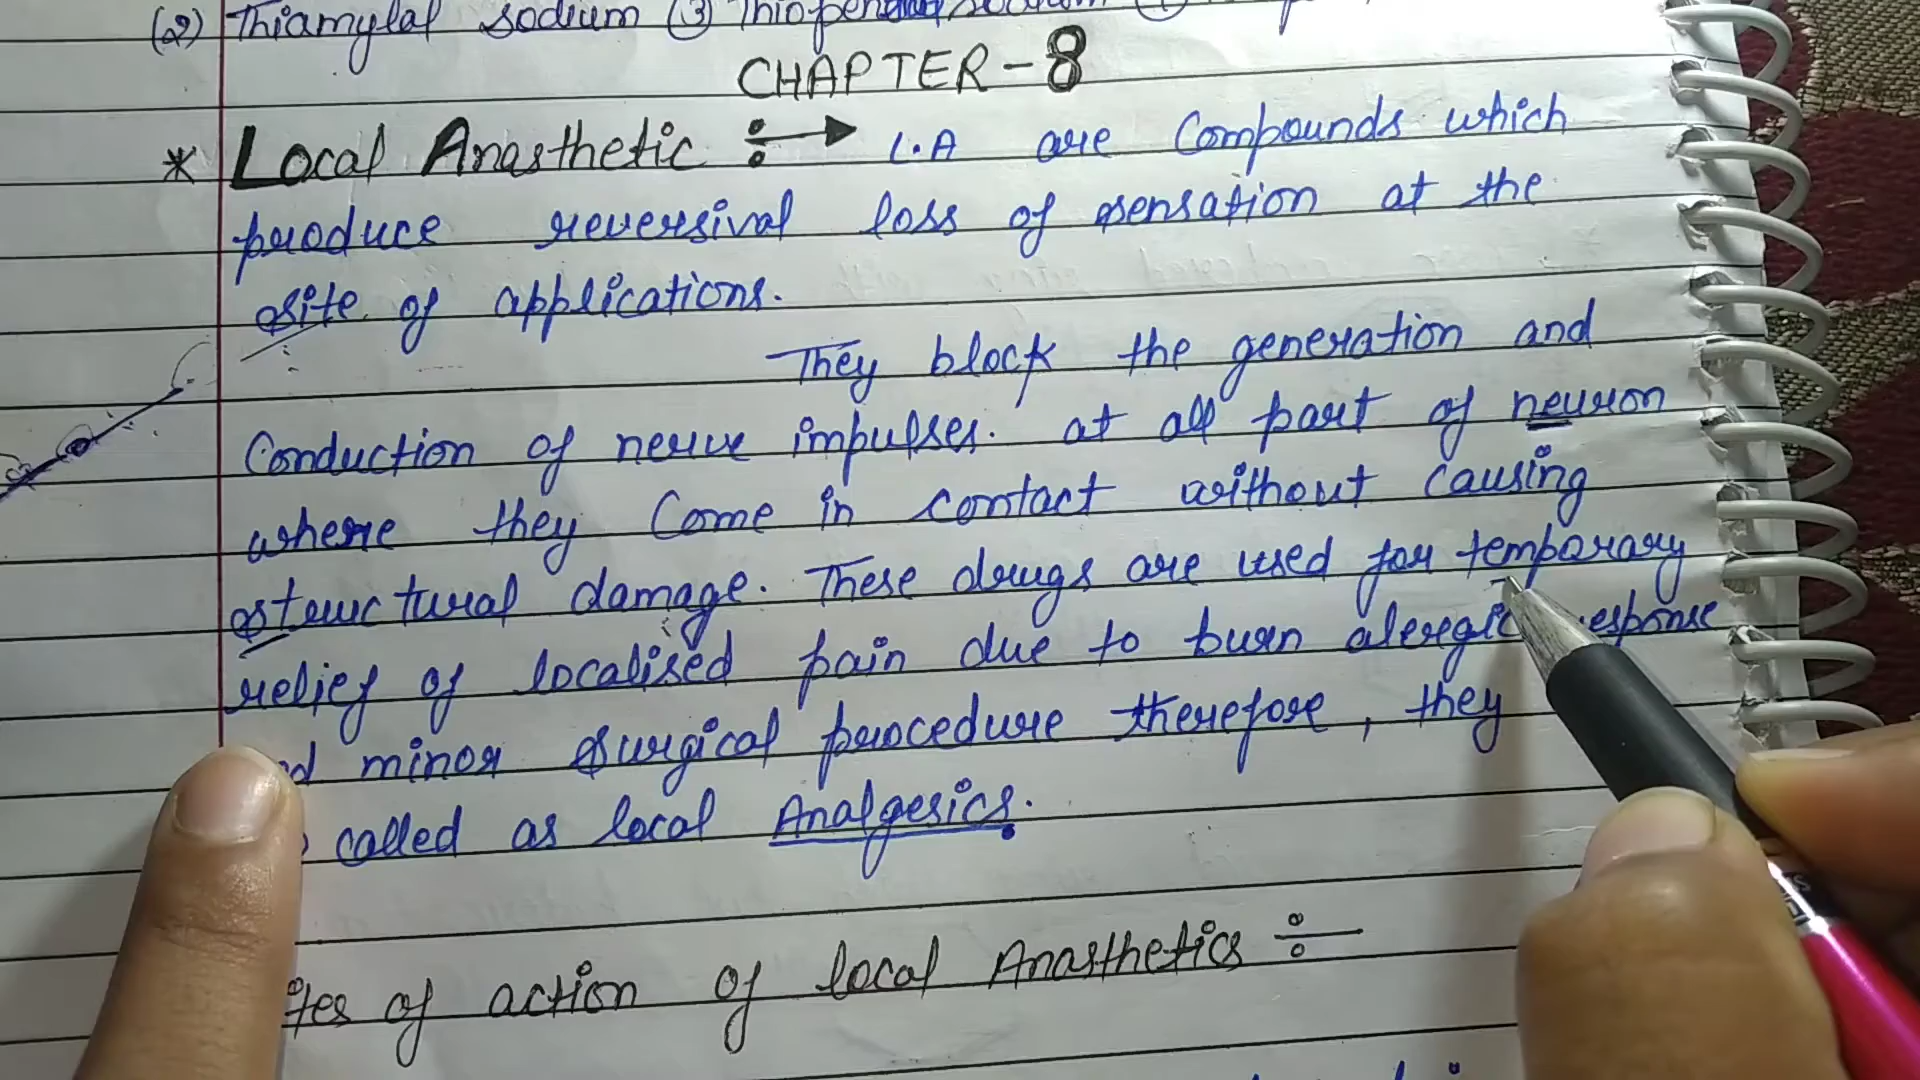 (2) Thiamylal sodium (3) Thiopental sodium
CHAPTER-8
* Local Anasthetic ÷→ L.A are Compounds which
produce reversival loss of sensation at the
site of applications.
They block the generation and
Conduction of nerve impulses. at all part of neuron
where they Come in contact without causing
structural damage. These drugs are used for temparary
relief of localised pain due to burn alergic response
and minor surgical procedure therefore, they
called as local Analgesics.
of action of local Anasthetics ÷